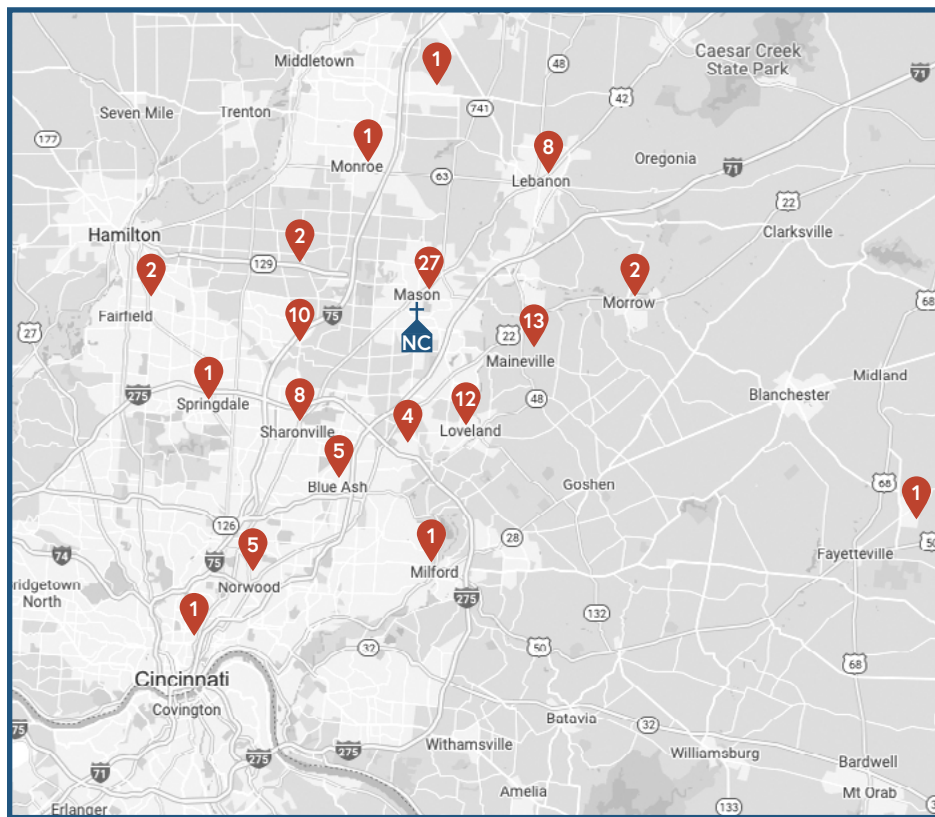 Middletown
1
48
Caesar Creek
State Park
71
Seven Mile
Trenton
741
42
177
1
Monroe
63
8
Lebanon
Oregonia
71
22
Clarksville
Hamilton
2
129
2
Fairfield
27
Mason
2
Morrow
68
27
10
75
NC
22
13
Maineville
275
1
Springdale
8
Sharonville
4
12
Loveland
48
Blanchester
Midland
5
Blue Ash
Goshen
68
1
126
5
Norwood
75
74
1
Milford
28
Fayetteville
50
ridgetown
North
1
275
132
32
50
68
Cincinnati
Covington
75
71
275
275
Withamsville
Batavia
32
Williamsburg
Bardwell
Mt Orab
Amelia
133
3
Erlanger